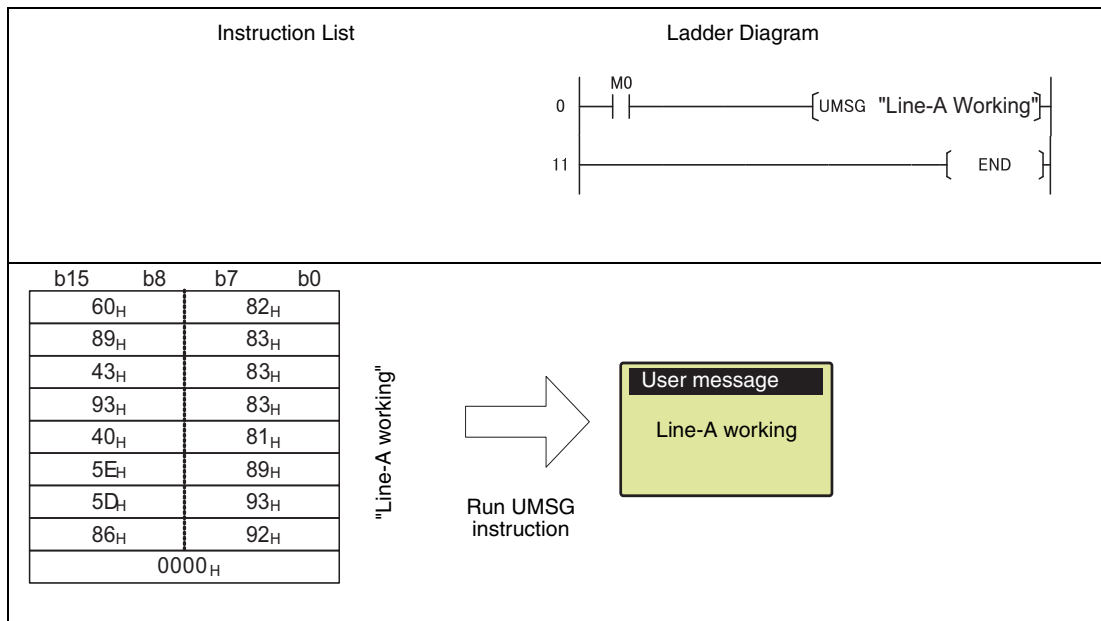 Instruction List
Ladder Diagram
M0
0
UMSG "Line-A Working"
11
END
b15 b8 b7 b0
60H 82H
89H 83H
43H 83H
93H 83H
40H 81H
5EH 89H
5DH 93H
86H 92H
0000H
"Line-A working"
Run UMSG
instruction
User message
Line-A working